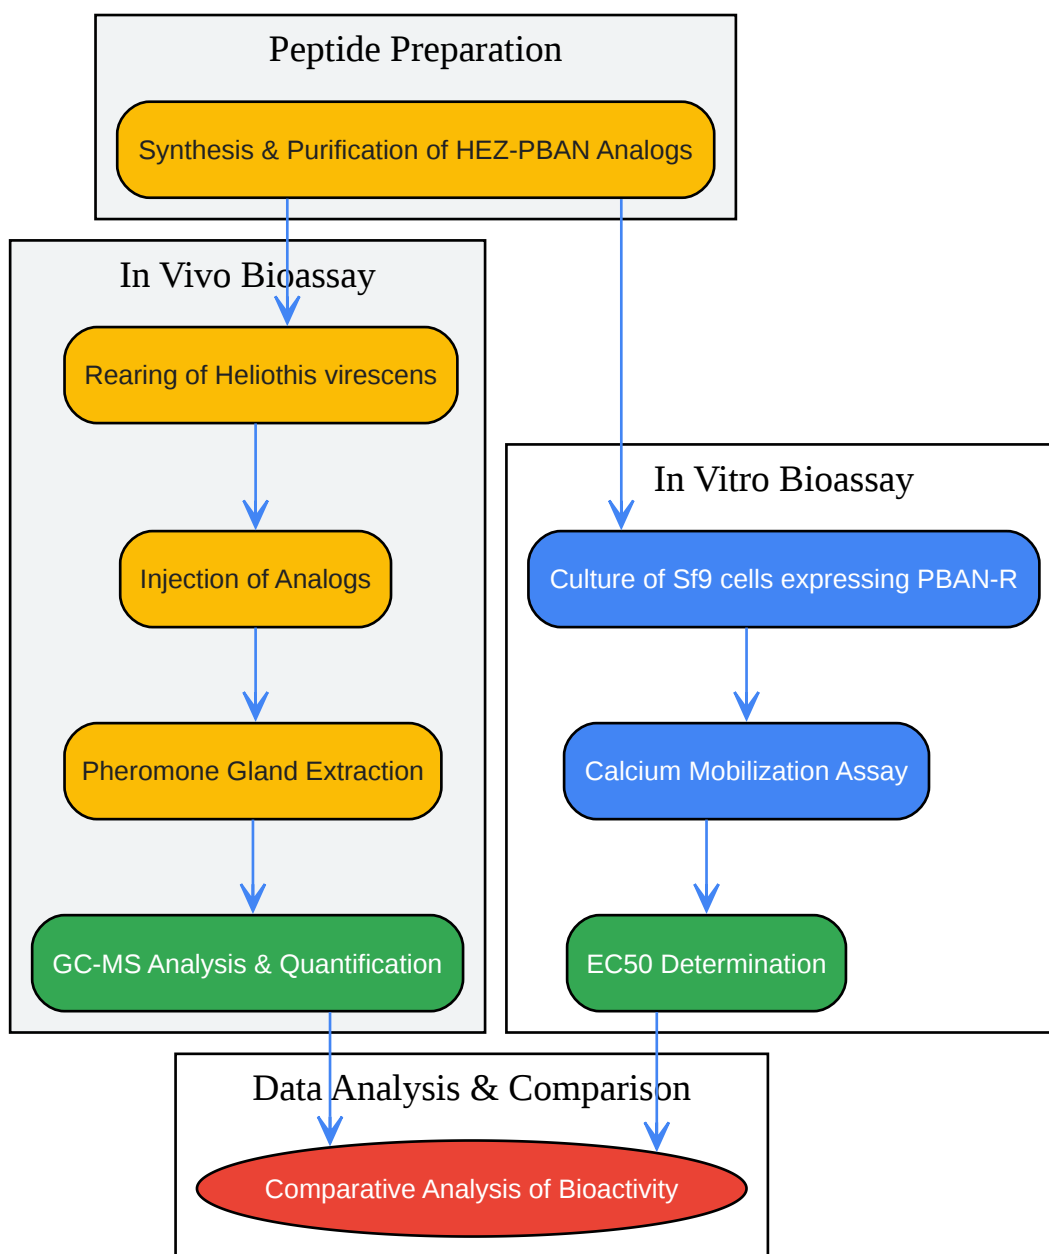 Peptide Preparation
Synthesis & Purification of HEZ-PBAN Analogs
In Vivo Bioassay
Rearing of Heliothis virescens
Injection of Analogs
Pheromone Gland Extraction
GC-MS Analysis & Quantification
In Vitro Bioassay
Culture of Sf9 cells expressing PBAN-R
Calcium Mobilization Assay
EC50 Determination
Data Analysis & Comparison
Comparative Analysis of Bioactivity